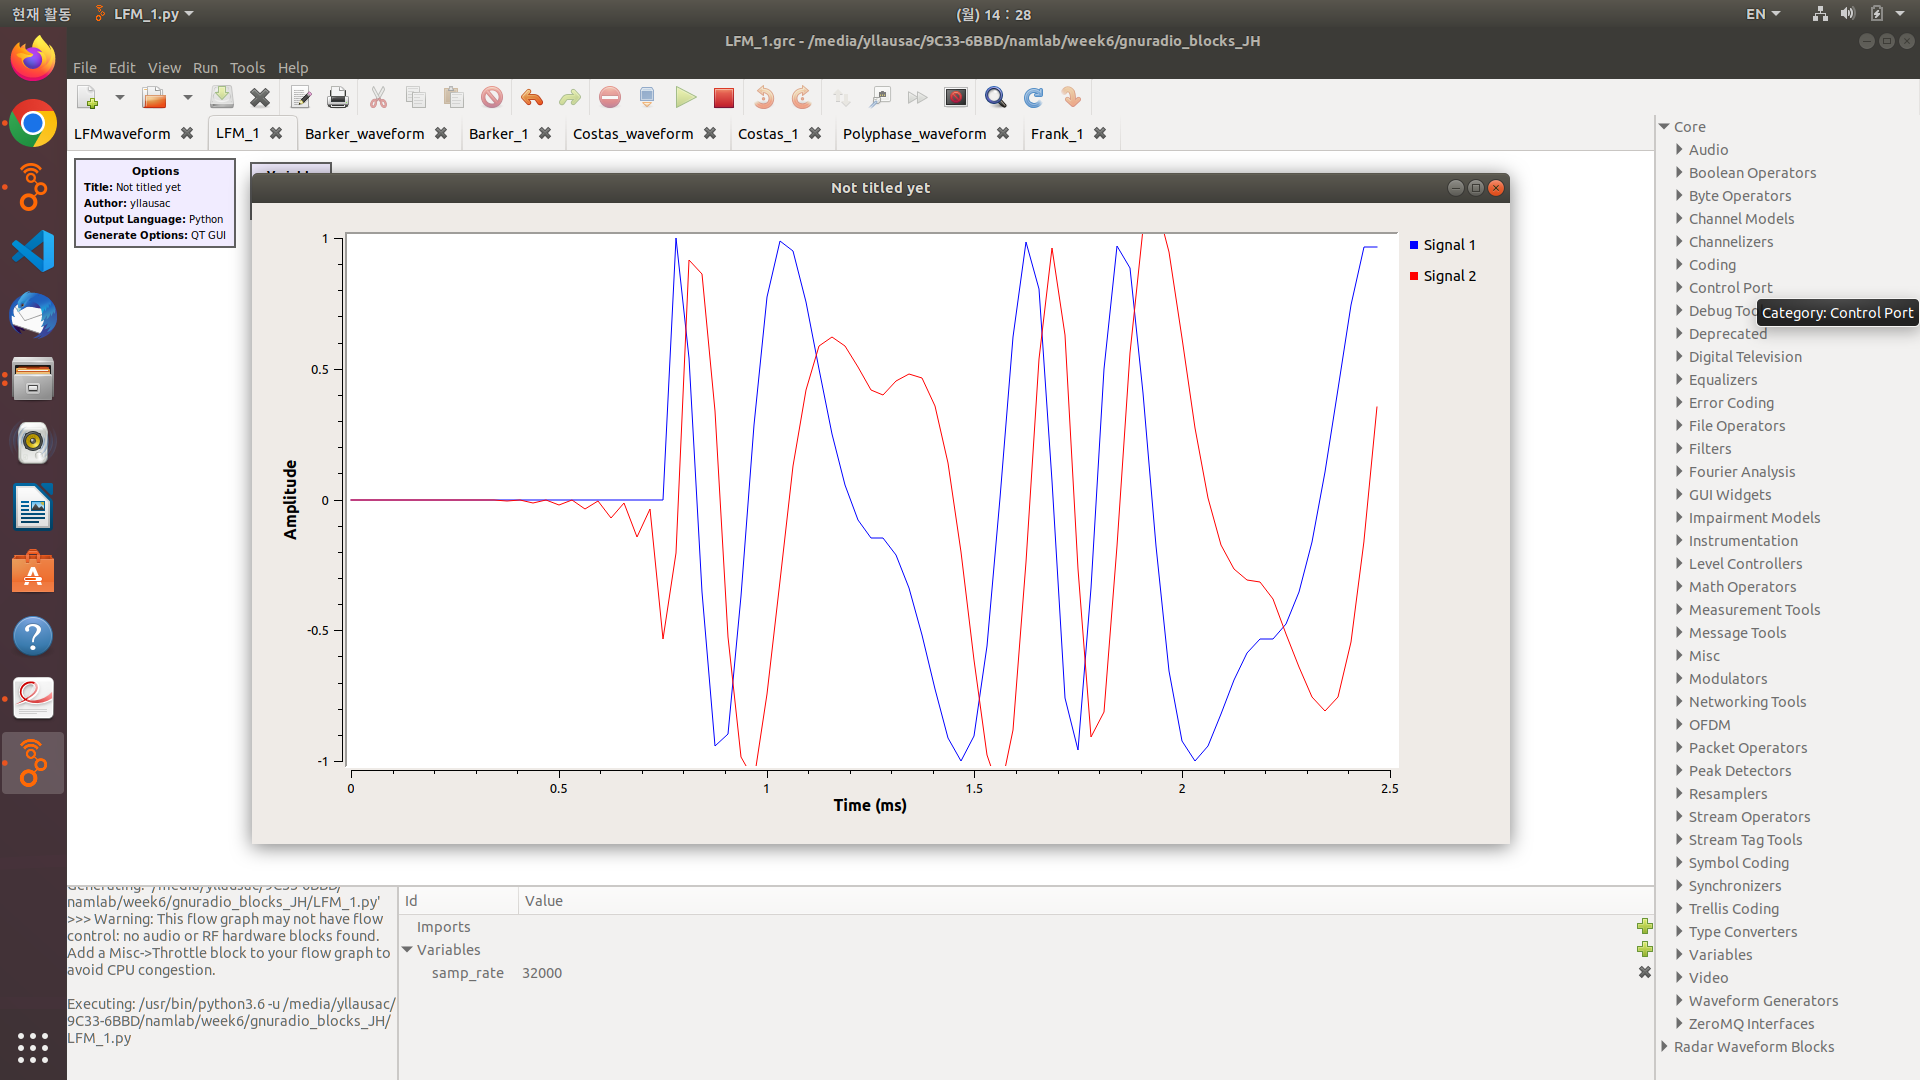 현재 활동
LFM_1.py
(월) 14 : 28
EN
LFM_1.grc - /media/yllausac/9C33-6BBD/namlab/week6/gnuradio_blocks_JH
File Edit View Run Tools Help
LFMwaveform LFM_1 Barker_waveform Barker_1 Costas_waveform Costas_1 Polyphase_waveform Frank_1
Options
Title: Not titled yet
Author: yllausac
Output Language: Python
Generate Options: QT GUI
Not titled yet
Signal 1
Signal 2
1
0.5
0
-0.5
-1
Amplitude
0 0.5 1 1.5 2 2.5
Time (ms)
Generating: '/media/yllausac/9C33-6BBD/
namlab/week6/gnuradio_blocks_JH/LFM_1.py'
>>> Warning: This flow graph may not have flow
control: no audio or RF hardware blocks found.
Add a Misc->Throttle block to your flow graph to
avoid CPU congestion.
Executing: /usr/bin/python3.6 -u /media/yllausac/
9C33-6BBD/namlab/week6/gnuradio_blocks_JH/
LFM_1.py
Id Value
Imports
Variables
samp_rate 32000
Core
Audio
Boolean Operators
Byte Operators
Channel Models
Channelizers
Coding
Control Port
Debug Too
Category: Control Port
Deprecated
Digital Television
Equalizers
Error Coding
File Operators
Filters
Fourier Analysis
GUI Widgets
Impairment Models
Instrumentation
Level Controllers
Math Operators
Measurement Tools
Message Tools
Misc
Modulators
Networking Tools
OFDM
Packet Operators
Peak Detectors
Resamplers
Stream Operators
Stream Tag Tools
Symbol Coding
Synchronizers
Trellis Coding
Type Converters
Variables
Video
Waveform Generators
ZeroMQ Interfaces
Radar Waveform Blocks